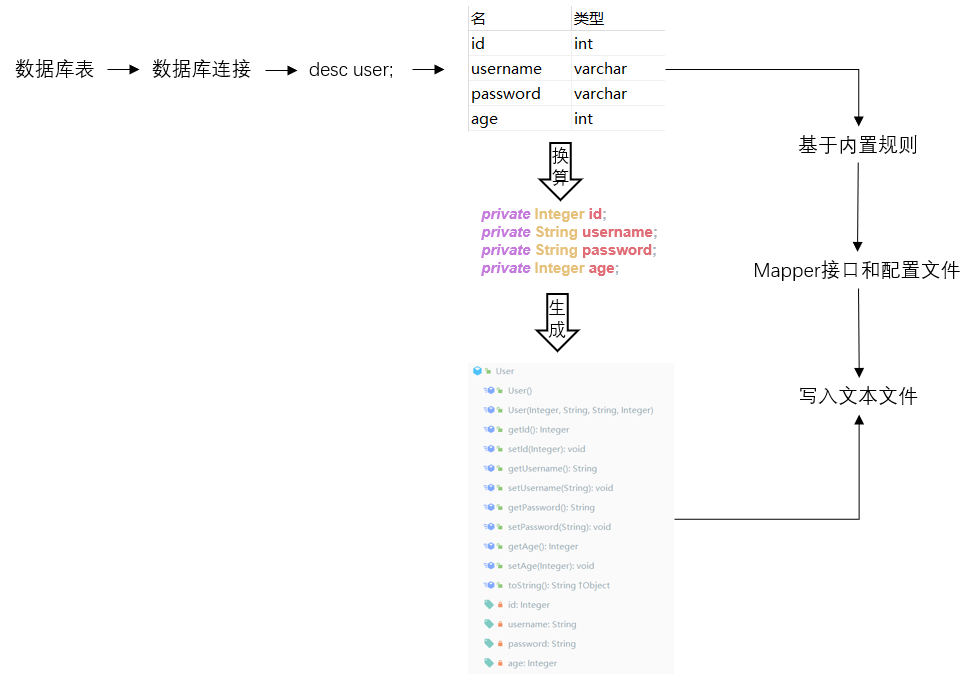 数据库表
数据库连接
desc user;
名 类型
id int
username varchar
password varchar
age int
换算
private Integer id;
private String username;
private String password;
private Integer age;
生成
User
User()
User(Integer, String, String, Integer)
getId(): Integer
setId(Integer): void
getUsername(): String
setUsername(String): void
getPassword(): String
setPassword(String): void
getAge(): Integer
setAge(Integer): void
toString(): String ↑Object
id: Integer
username: String
password: String
age: Integer
基于内置规则
Mapper接口和配置文件
写入文本文件